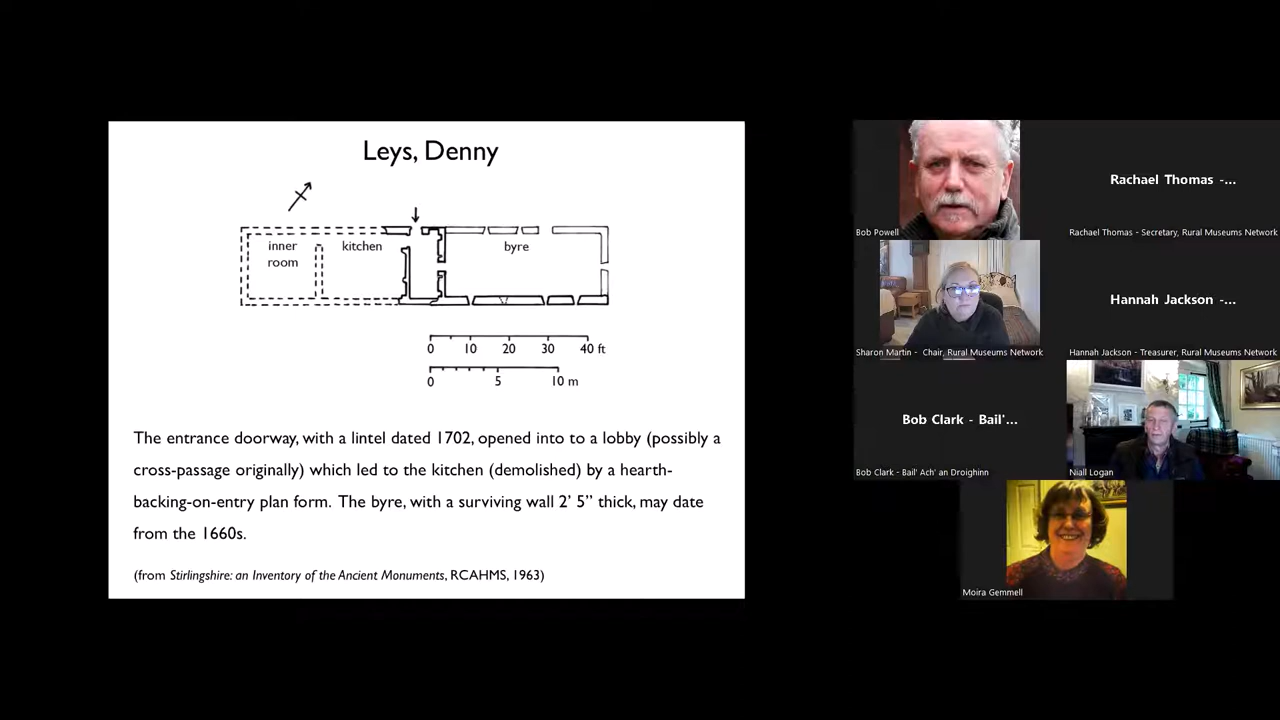 Leys, Denny
inner
room
kitchen
byre
0 10 20 30 40 ft
0 5 10 m
The entrance doorway, with a lintel dated 1702, opened into to a lobby (possibly a
cross-passage originally) which led to the kitchen (demolished) by a hearth-
backing-on-entry plan form. The byre, with a surviving wall 2' 5” thick, may date
from the 1660s.
(from Stirlingshire: an Inventory of the Ancient Monuments, RCAHMS, 1963)
Bob Powell
Rachael Thomas -...
Rachael Thomas - Secretary, Rural Museums Network
Sharon Martin - Chair, Rural Museums Network
Hannah Jackson -...
Hannah Jackson - Treasurer, Rural Museums Network
Bob Clark - Bail'...
Bob Clark - Bail' Ach' an Droighinn
Niall Logan
Moira Gemmell